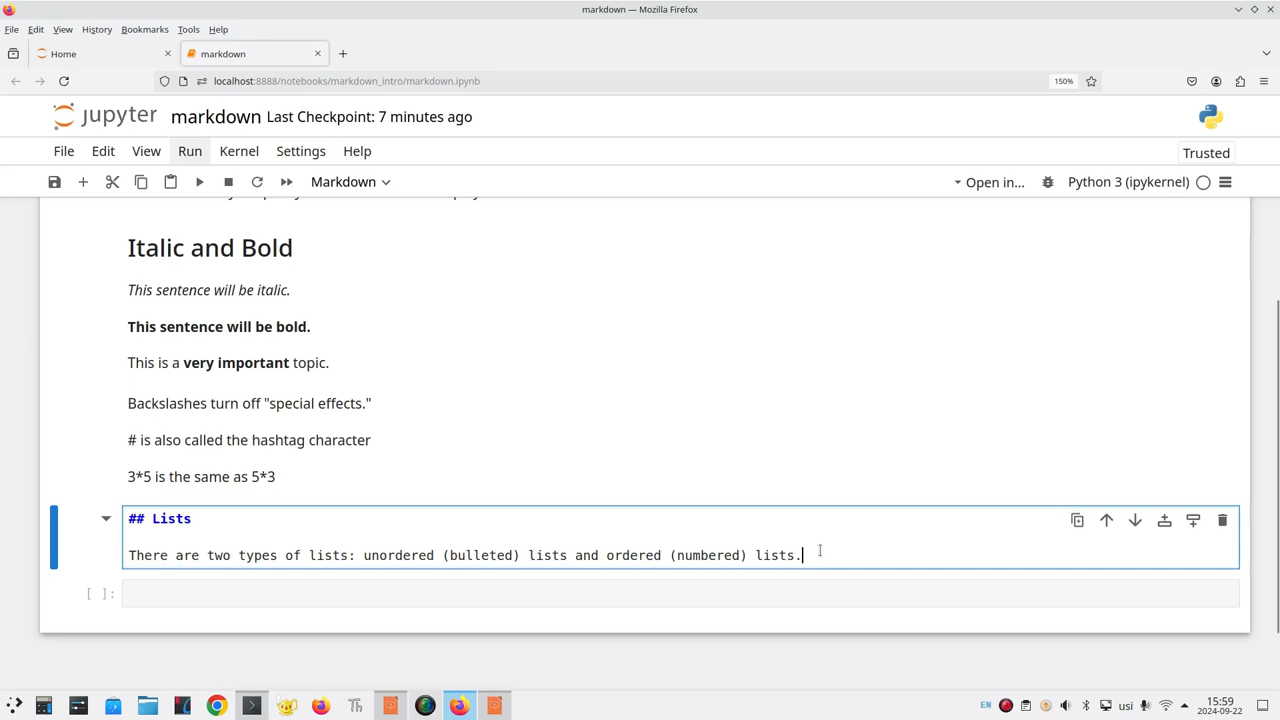 markdown — Mozilla Firefox
File Edit View History Bookmarks Tools Help
Home markdown
localhost:8888/notebooks/markdown_intro/markdown.ipynb 150%
jupyter markdown Last Checkpoint: 7 minutes ago
File Edit View Run Kernel Settings Help Trusted
Markdown Open in... Python 3 (ipykernel)
Italic and Bold
This sentence will be italic.
This sentence will be bold.
This is a very important topic.
Backslashes turn off "special effects."
# is also called the hashtag character
3*5 is the same as 5*3
## Lists
There are two types of lists: unordered (bulleted) lists and ordered (numbered) lists.
[ ]:
EN usi 15:59
2024-09-22